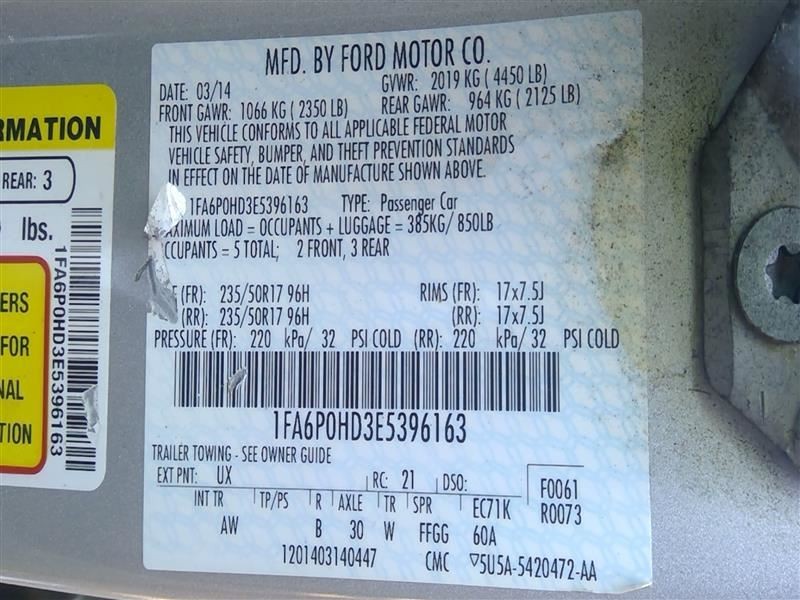 RMATION
REAR: 3
lbs.
1FA6P0HD3E5396163
ERS
FOR
NAL
TION
MFD. BY FORD MOTOR CO.
DATE: 03/14 GVWR: 2019 KG ( 4450 LB)
FRONT GAWR: 1066 KG ( 2350 LB) REAR GAWR: 964 KG ( 2125 LB)
THIS VEHICLE CONFORMS TO ALL APPLICABLE FEDERAL MOTOR
VEHICLE SAFETY, BUMPER, AND THEFT PREVENTION STANDARDS
IN EFFECT ON THE DATE OF MANUFACTURE SHOWN ABOVE.
1FA6P0HD3E5396163 TYPE: Passenger Car
AXIMUM LOAD = OCCUPANTS + LUGGAGE = 385KG/ 850LB
CCUPANTS = 5 TOTAL; 2 FRONT, 3 REAR
E (FR): 235/50R17 96H RIMS (FR): 17x7.5J
(RR): 235/50R17 96H (RR): 17x7.5J
PRESSURE (FR): 220 kPa/ 32 PSI COLD (RR): 220 kPa/ 32 PSI COLD
1FA6P0HD3E5396163
TRAILER TOWING - SEE OWNER GUIDE
EXT PNT: UX RC: 21 DSO: F0061
INT TR TP/PS R AXLE TR SPR EC71K R0073
AW B 30 W FFGG 60A
1201403140447 CMC ▽5U5A-5420472-AA